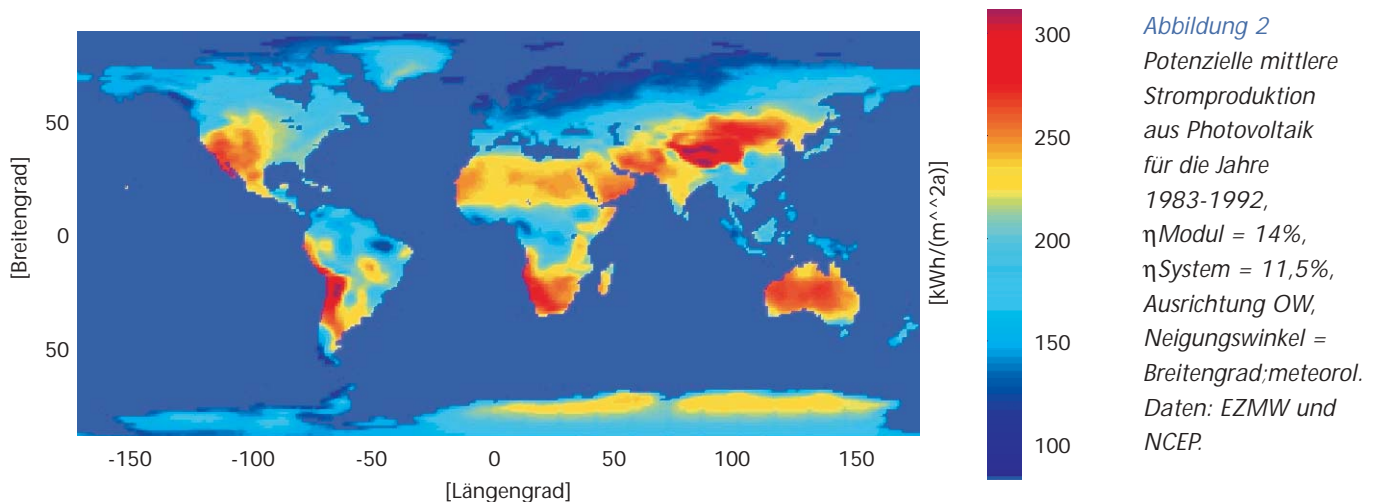 50
0
50
[Breitengrad]
-150 -100 -50 0 50 100 150
[Längengrad]
300
250
200
150
100
[kWh/(m^^2a)]
Abbildung 2
Potenzielle mittlere
Stromproduktion
aus Photovoltaik
für die Jahre
1983-1992,
ηModul = 14%,
ηSystem = 11,5%,
Ausrichtung OW,
Neigungswinkel =
Breitengrad;meteorol.
Daten: EZMW und
NCEP.